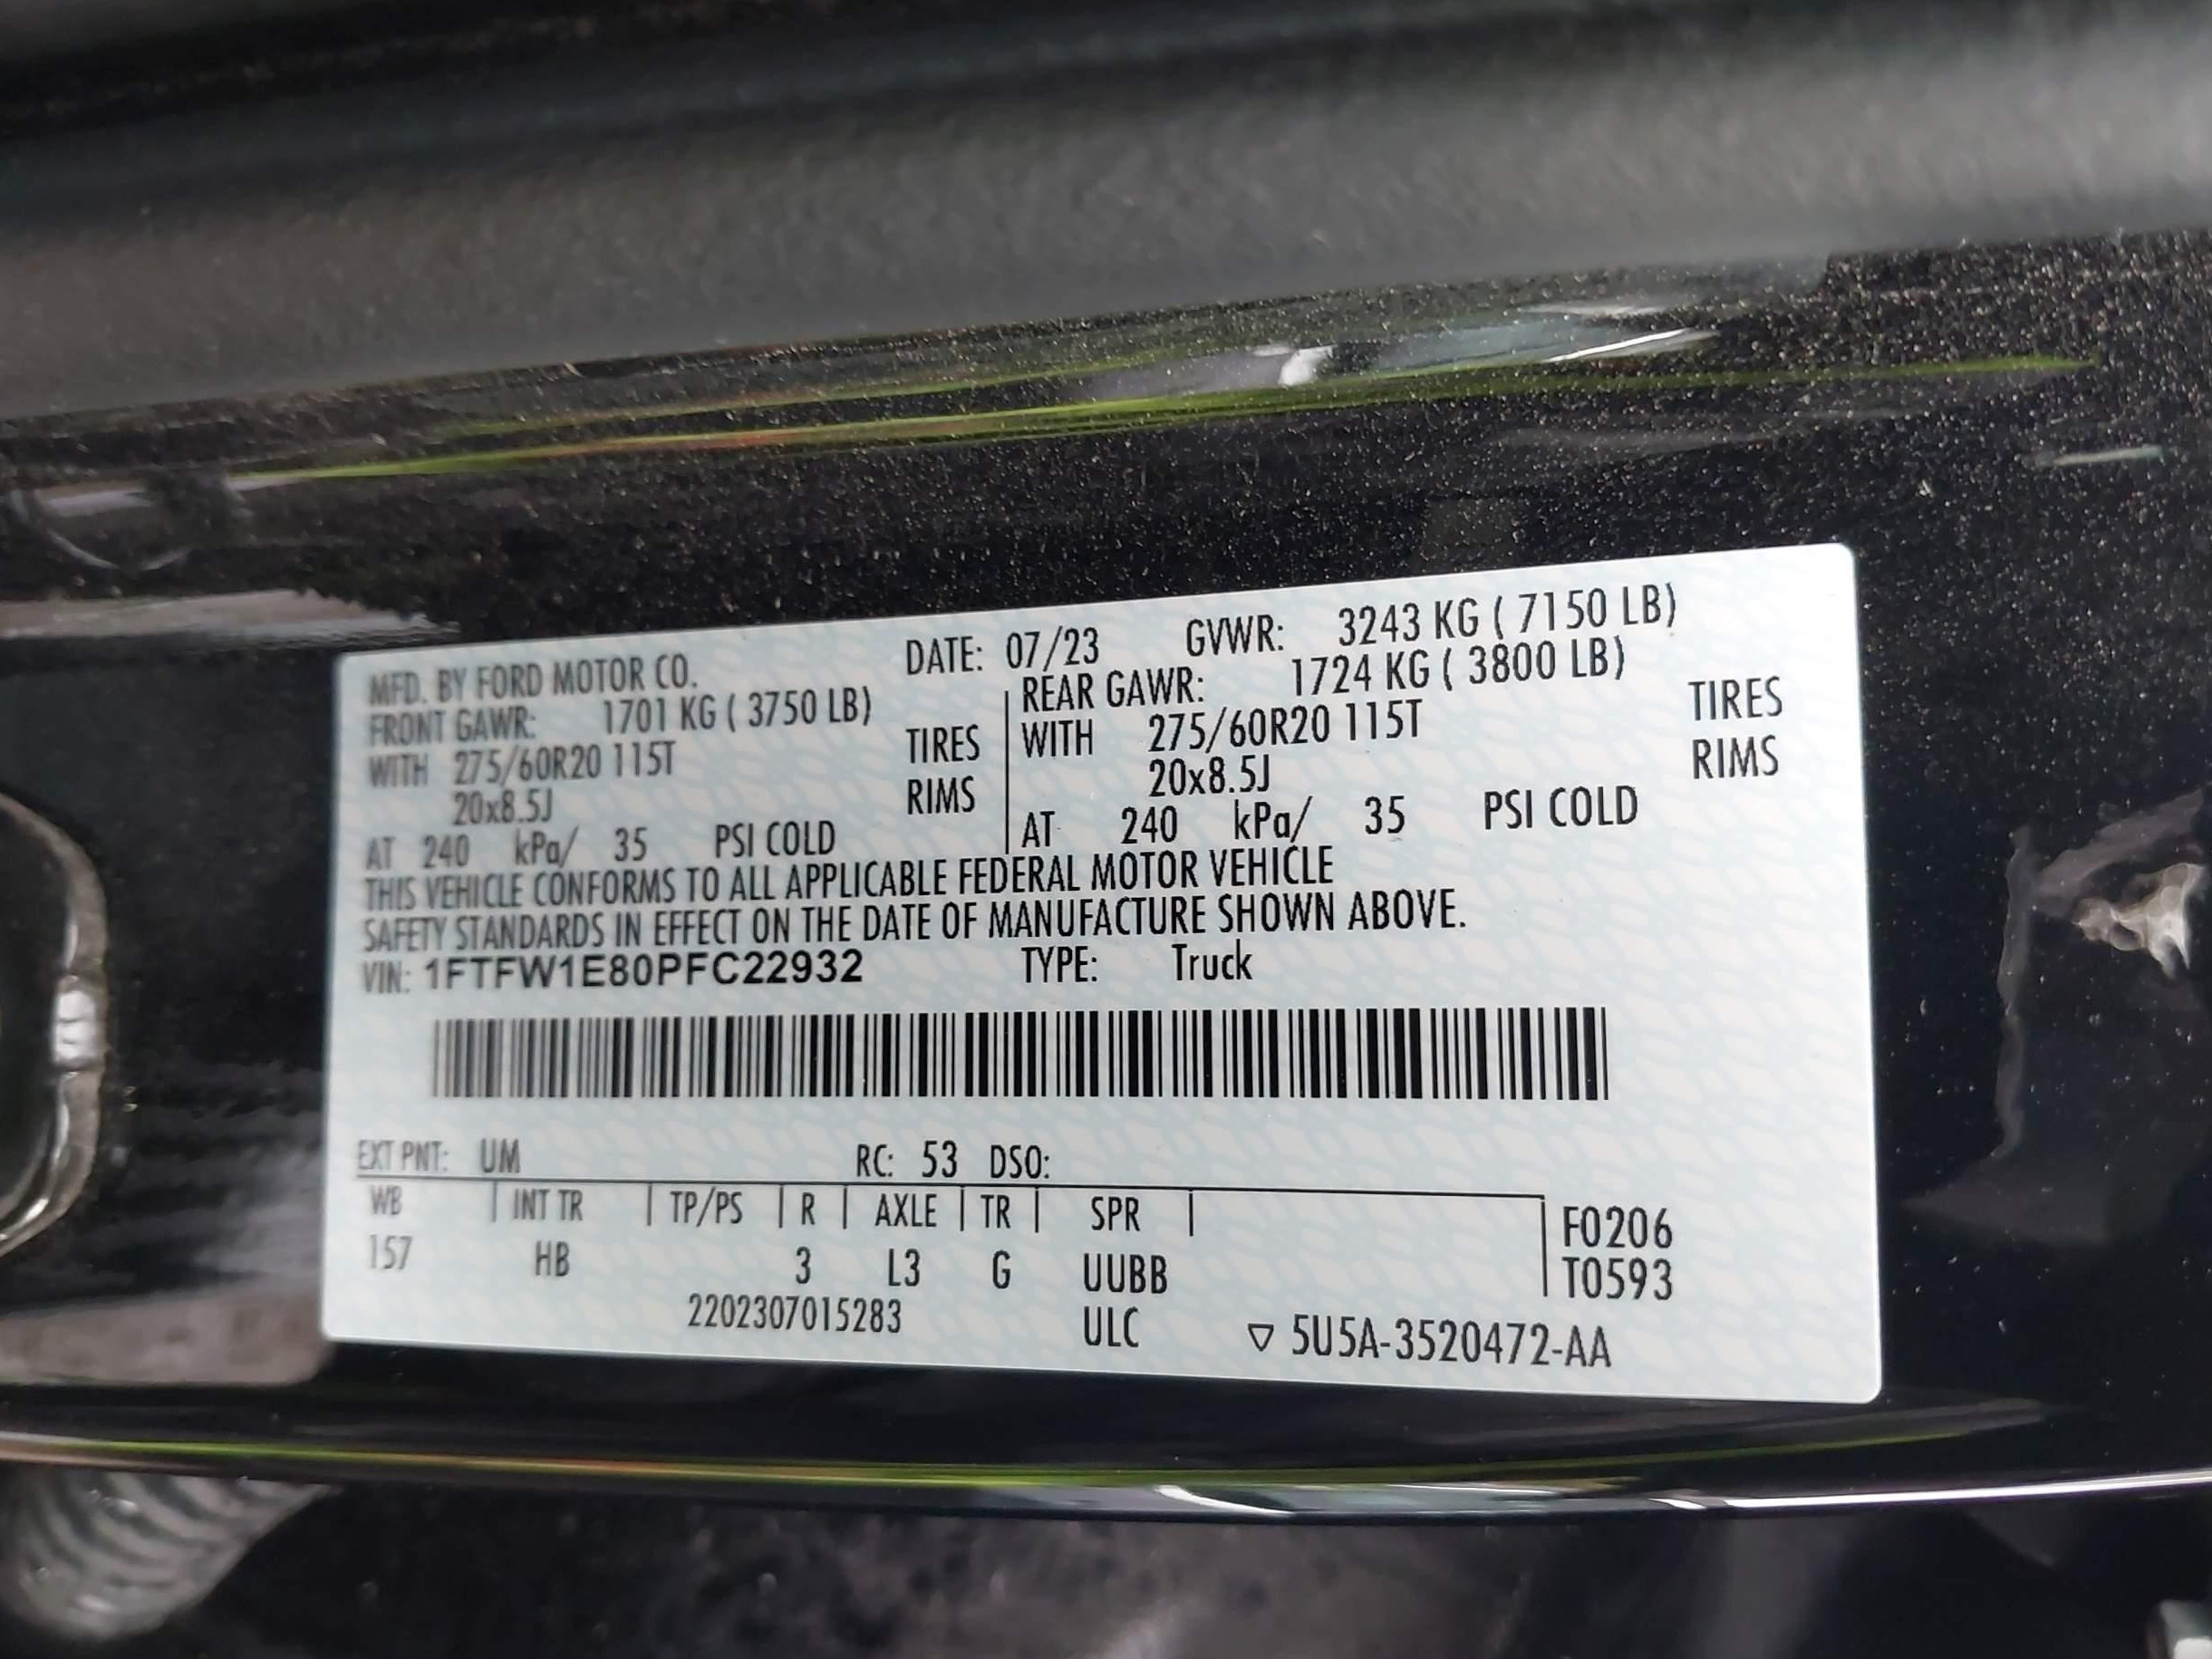 MFD. BY FORD MOTOR CO. DATE: 07/23 GVWR: 3243 KG ( 7150 LB)
FRONT GAWR: 1701 KG ( 3750 LB) REAR GAWR: 1724 KG ( 3800 LB)
WITH 275/60R20 115T TIRES WITH 275/60R20 115T TIRES
20x8.5J RIMS 20x8.5J RIMS
AT 240 kPa/ 35 PSI COLD AT 240 kPa/ 35 PSI COLD
THIS VEHICLE CONFORMS TO ALL APPLICABLE FEDERAL MOTOR VEHICLE
SAFETY STANDARDS IN EFFECT ON THE DATE OF MANUFACTURE SHOWN ABOVE.
VIN: 1FTFW1E80PFC22932 TYPE: Truck
EXT PNT: UM RC: 53 DSO:
WB | INT TR | TP/PS | R | AXLE | TR | SPR | F0206
157 HB 3 L3 G UUBB T0593
2202307015283 ULC ▽ 5U5A-3520472-AA